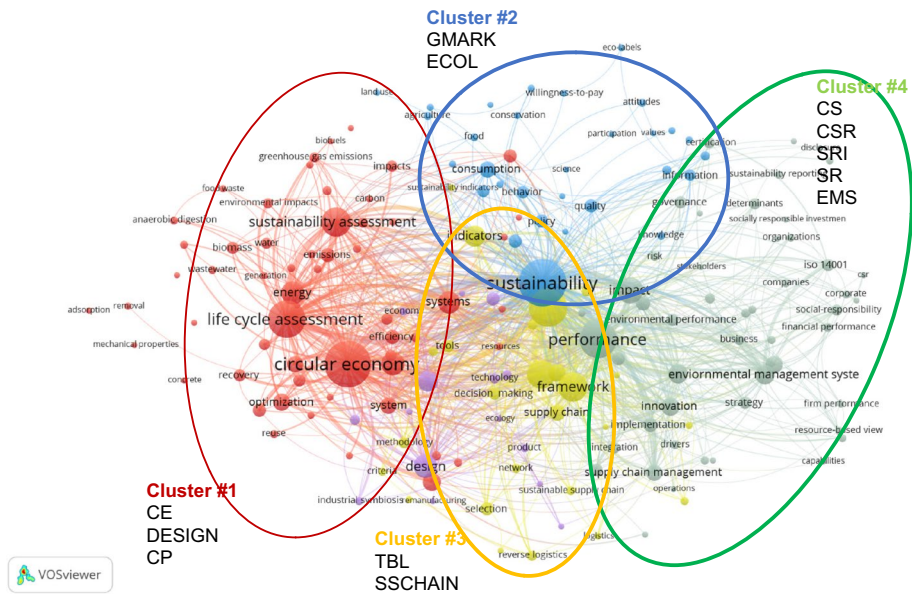 Cluster #2
GMARK
ECOL
eco-labels
Cluster #4
CS
CSR
SRI
SR
EMS
land use
willingness-to-pay
attitudes
agriculture
conservation
biofuels
food
participation
values
certification
disclosure
greenhouse gas emissions
impacts
consumption
science
information
sustainability reporting
food waste
carbon
sustainability indicators
behavior
environmental impacts
quality
governance
determinants
anaerobic digestion
sustainability assessment
policy
socially responsible investmen
biomass
water
indicators
knowledge
organizations
emissions
risk
wastewater
generation
stakeholders
iso 14001
csr
energy
sustainability
impact
companies
corporate
adsorption
removal
life cycle assessment
systems
econom
environmental performance
social-responsibility
financial performance
mechanical properties
efficiency
tools
resources
performance
business
circular economy
recovery
technology
framework
enviornmental management syste
concrete
decision making
optimization
system
supply chain
innovation
strategy
firm performance
ecology
implementation
reuse
resource-based view
methodology
product
integration
drivers
criteria
design
network
supply chain management
capabilities
Cluster #1
CE
DESIGN
CP
industrial symbiosis
remanufacturing
sustainable supply chain
operations
selection
Cluster #3
TBL
SSCHAIN
logistics
reverse logistics
VOSviewer